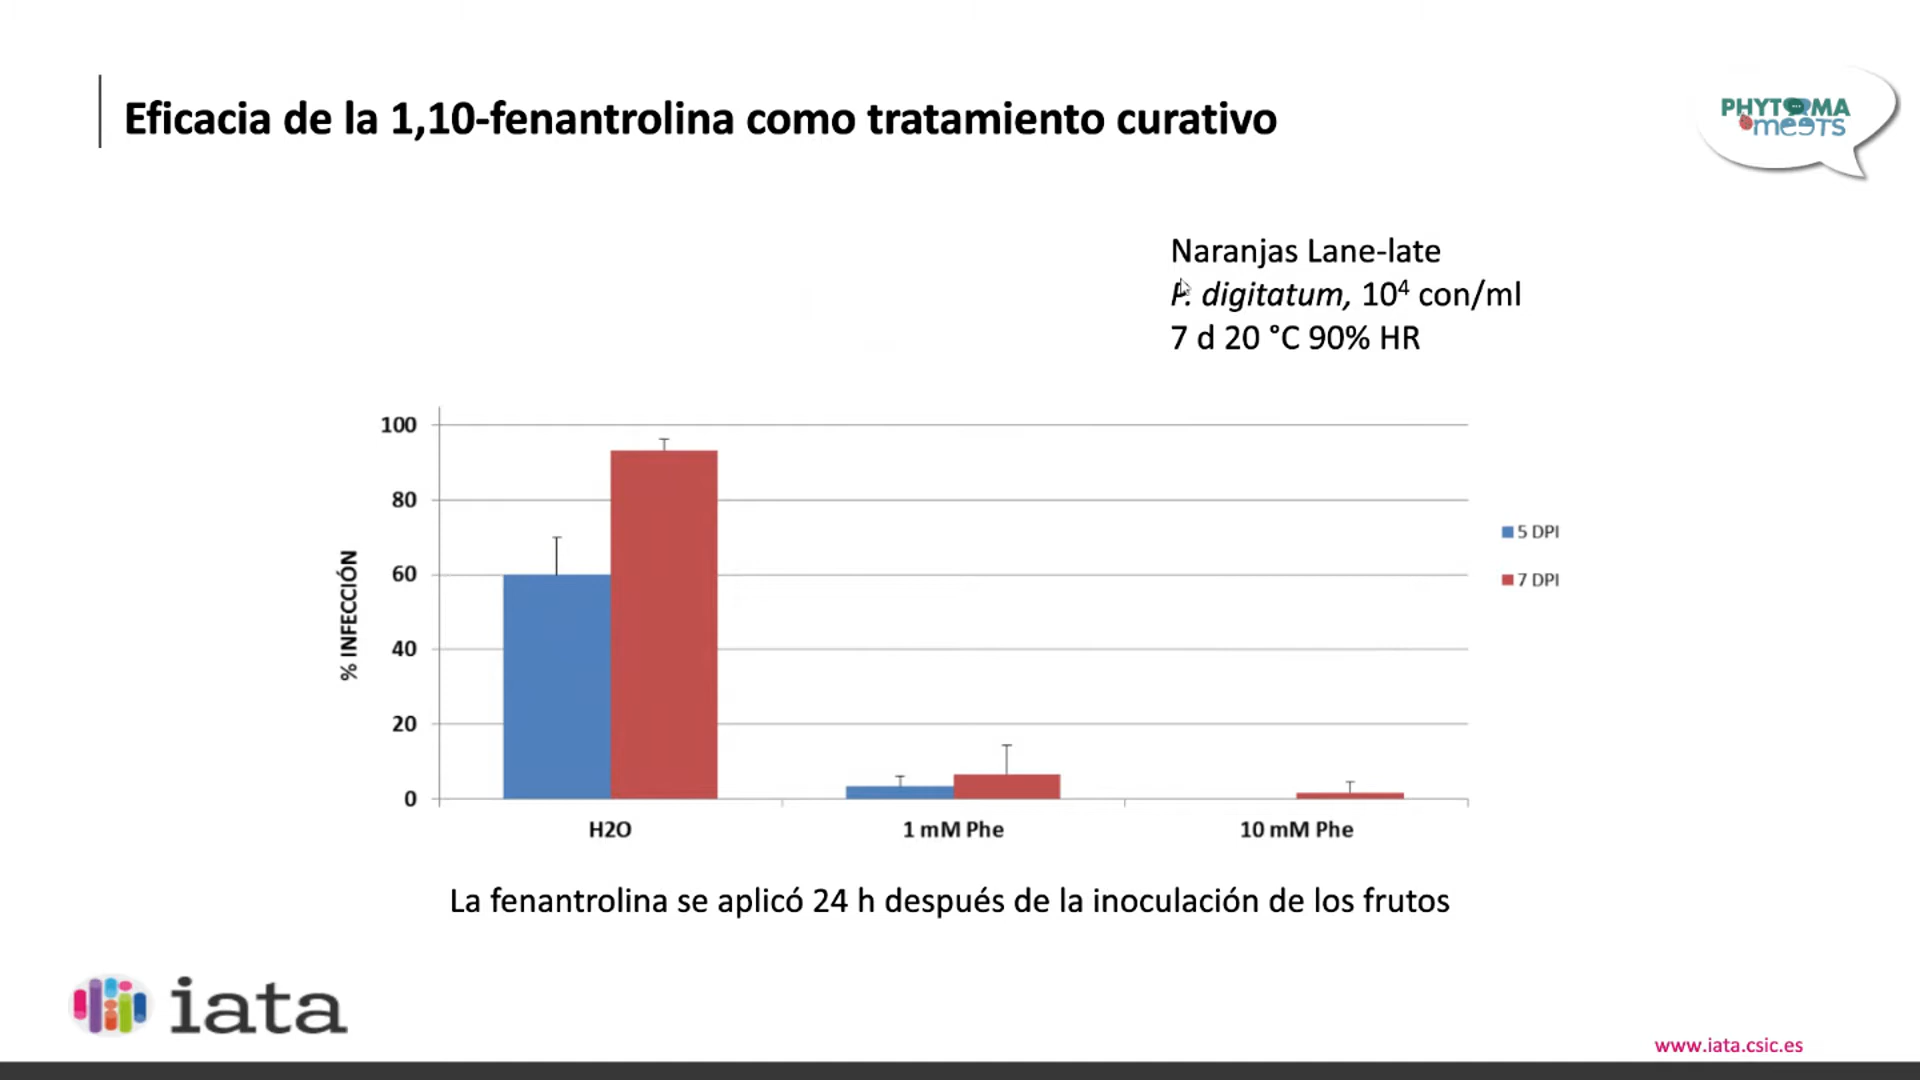 Eficacia de la 1,10-fenantrolina como tratamiento curativo
PHYTOMA
meeTS
Naranjas Lane-late
P. digitatum, 10⁴ con/ml
7 d 20 °C 90% HR
% INFECCIÓN
100
80
60
40
20
0
5 DPI
7 DPI
H2O
1 mM Phe
10 mM Phe
La fenantrolina se aplicó 24 h después de la inoculación de los frutos
iata
www.iata.csic.es